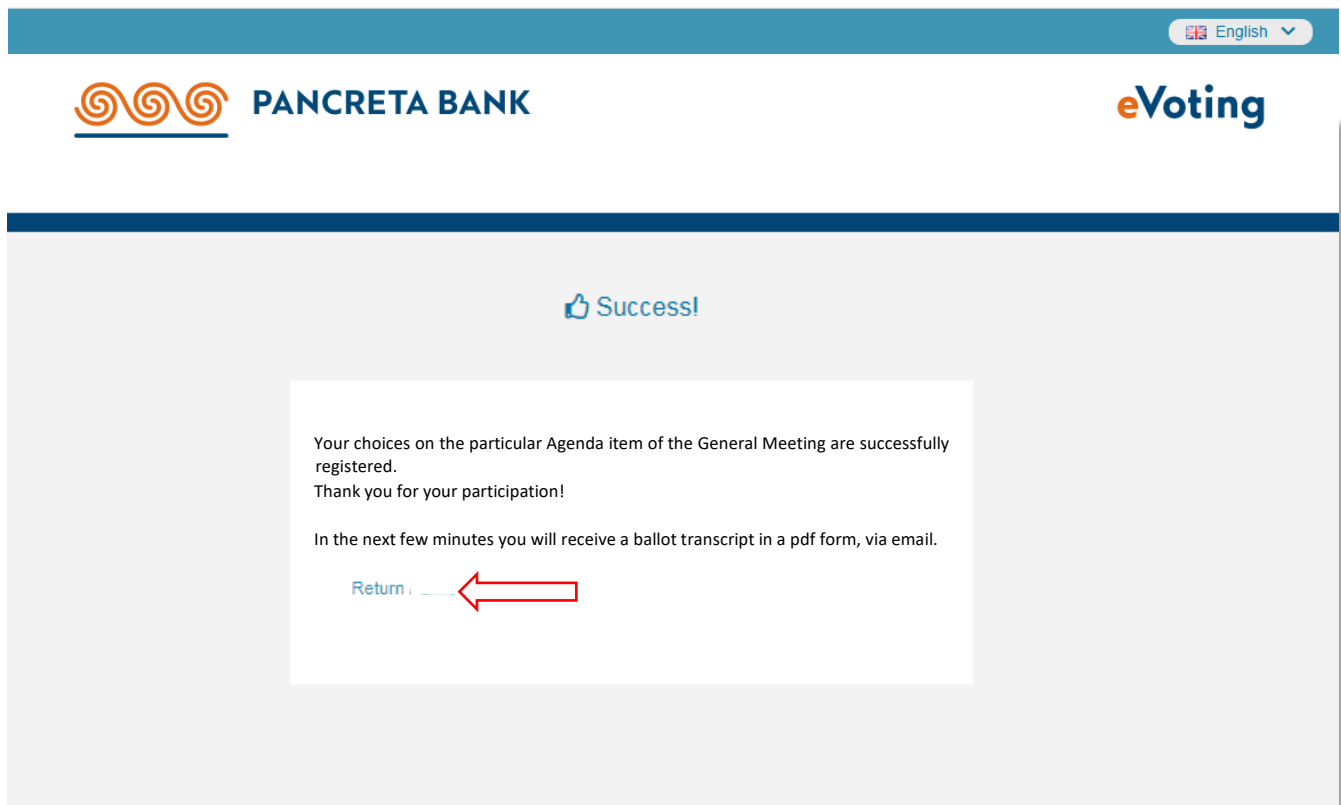 English
PANCRETA BANK
eVoting
Success!
Your choices on the particular Agenda item of the General Meeting are successfully
registered.
Thank you for your participation!
In the next few minutes you will receive a ballot transcript in a pdf form, via email.
Return